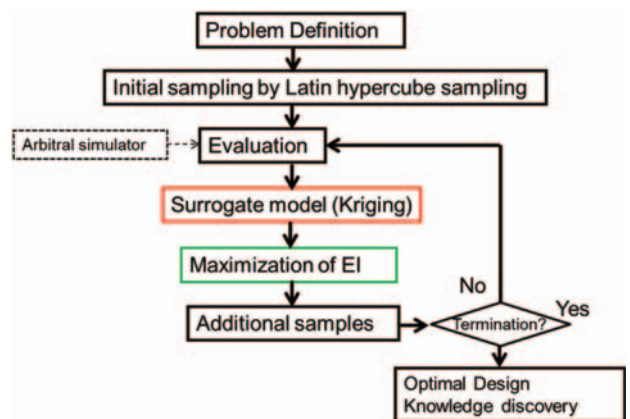 Problem Definition
Initial sampling by Latin hypercube sampling
Arbitral simulator
Evaluation
Surrogate model (Kriging)
Maximization of EI
No
Yes
Additional samples
Termination?
Optimal Design
Knowledge discovery